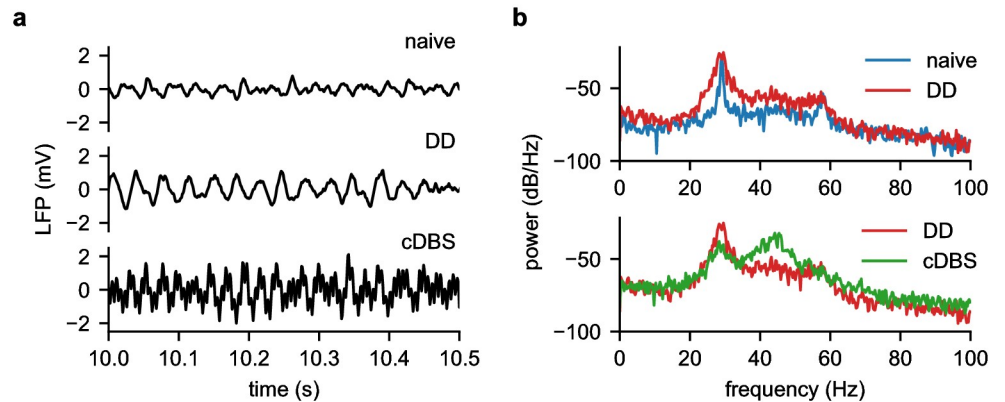 a
naive
2
0
−2
DD
2
0
−2
cDBS
2
0
−2
LFP (mV)
10.0 10.1 10.2 10.3 10.4 10.5
time (s)
b
naive
DD
−50
−100
0 20 40 60 80 100
DD
cDBS
−50
−100
0 20 40 60 80 100
power (dB/Hz)
frequency (Hz)